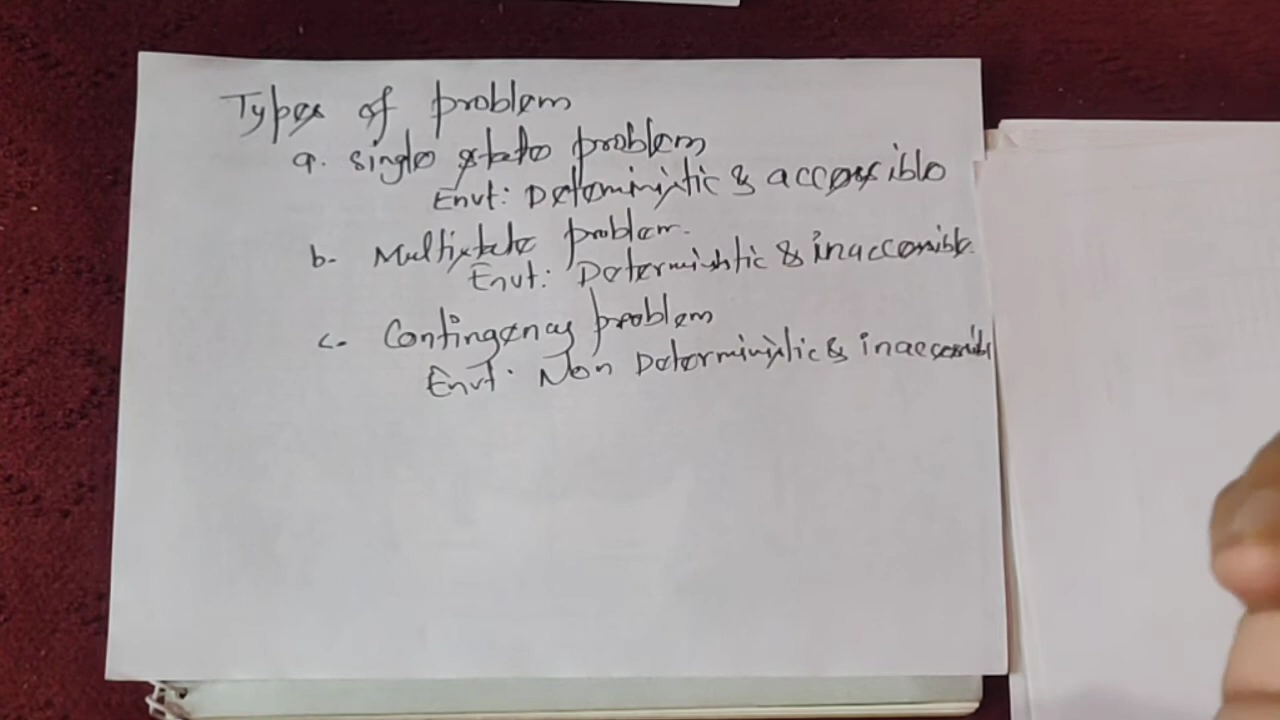 Types of problem
a. single state problem
Envt: Deterministic & accessible
b. Multistate problem.
Envt: Deterministic & inaccessible.
c. Contingency problem
Envt. Non Deterministic & inaccessible